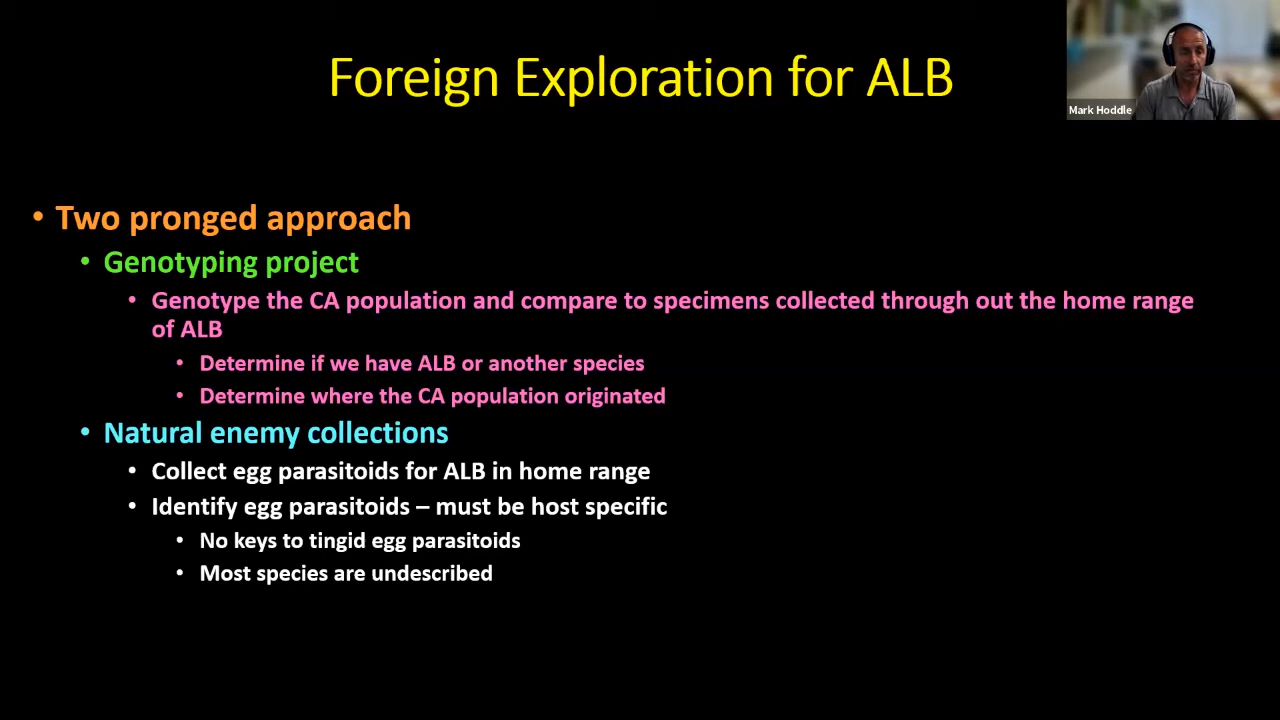 Foreign Exploration for ALB
Mark Hoddle
• Two pronged approach
• Genotyping project
• Genotype the CA population and compare to specimens collected through out the home range
of ALB
• Determine if we have ALB or another species
• Determine where the CA population originated
• Natural enemy collections
• Collect egg parasitoids for ALB in home range
• Identify egg parasitoids – must be host specific
• No keys to tingid egg parasitoids
• Most species are undescribed